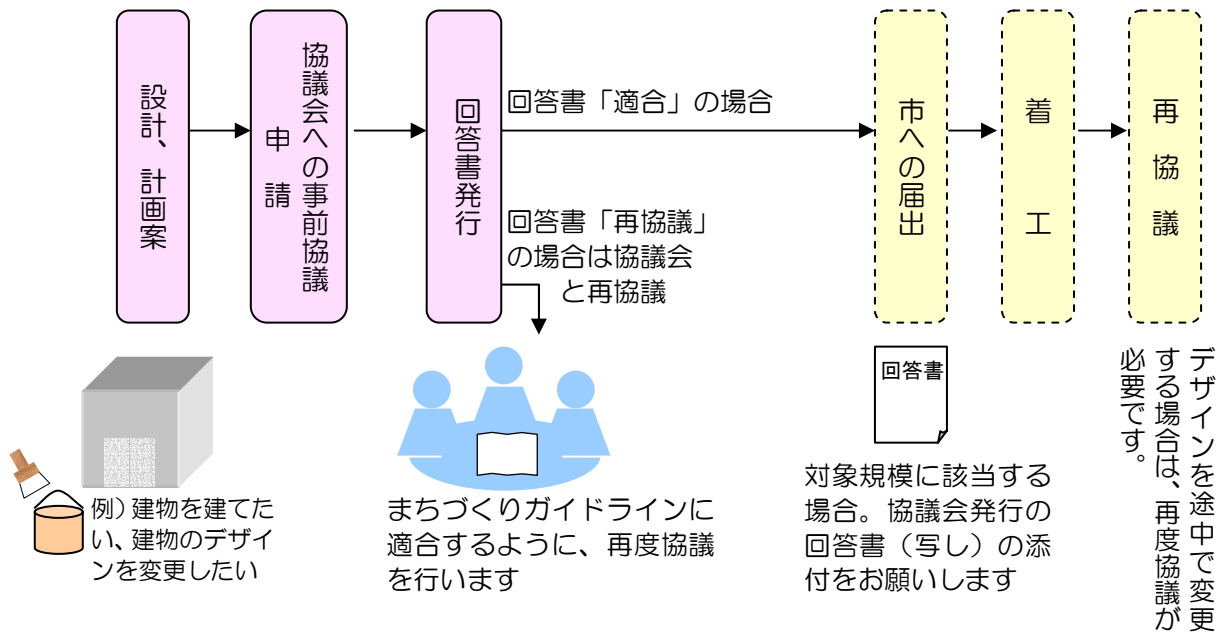 設計、計画案
協議会への事前協議
申請
回答書発行
回答書「適合」の場合
回答書「再協議」
の場合は協議会
と再協議
市への届出
着工
再協議
例）建物を建てた
い、建物のデザイ
ンを変更したい
まちづくりガイドラインに
適合するように、再度協議
を行います
回答書
対象規模に該当する
場合。協議会発行の
回答書（写し）の添
付をお願いします
デザインを途中で変更
する場合は、再度協議が
必要です。